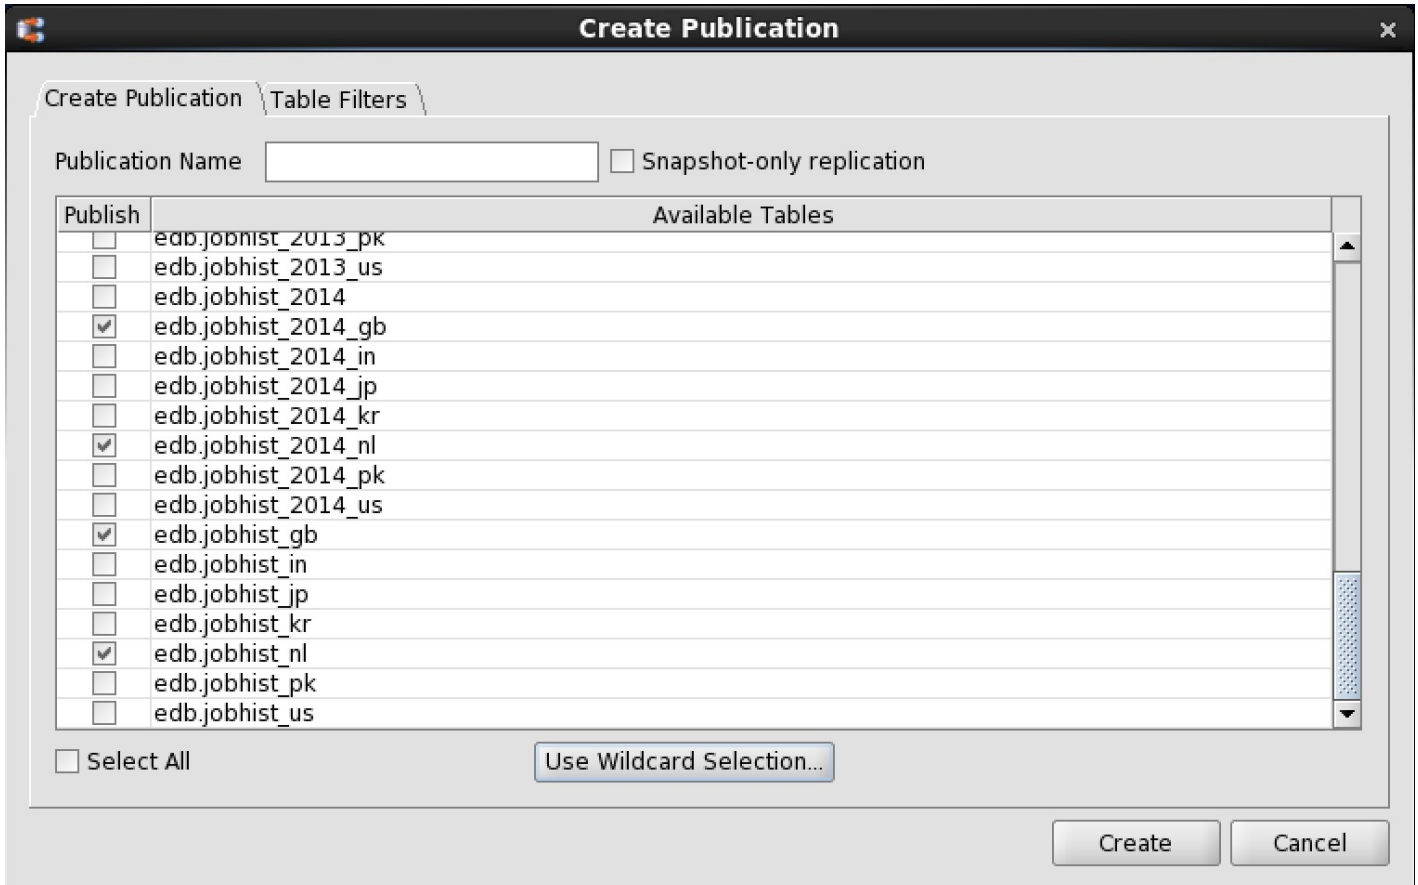 Create Publication
Create Publication
Table Filters
Publication Name
Snapshot-only replication
Publish
Available Tables
edb.jobhist_2013_pk
edb.jobhist_2013_us
edb.jobhist_2014
edb.jobhist_2014_gb
edb.jobhist_2014_in
edb.jobhist_2014_jp
edb.jobhist_2014_kr
edb.jobhist_2014_nl
edb.jobhist_2014_pk
edb.jobhist_2014_us
edb.jobhist_gb
edb.jobhist_in
edb.jobhist_jp
edb.jobhist_kr
edb.jobhist_nl
edb.jobhist_pk
edb.jobhist_us
Select All
Use Wildcard Selection...
Create
Cancel